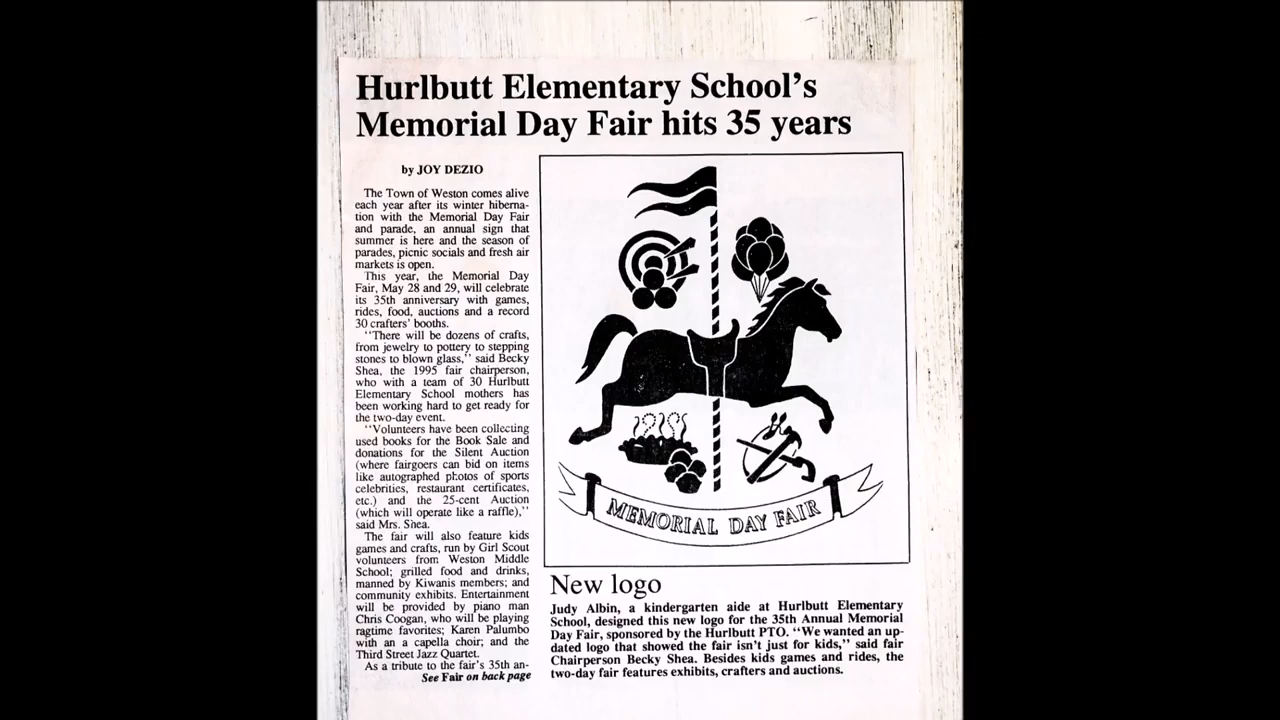 Hurlbutt Elementary School's
Memorial Day Fair hits 35 years
by JOY DEZIO
The Town of Weston comes alive
each year after its winter hiberna-
tion with the Memorial Day Fair
and parade, an annual sign that
summer is here and the season of
parades, picnic socials and fresh air
markets is open.
This year, the Memorial Day
Fair, May 28 and 29, will celebrate
its 35th anniversary with games,
rides, food, auctions and a record
30 crafters' booths.
"There will be dozens of crafts,
from jewelry to pottery to stepping
stones to blown glass," said Becky
Shea, the 1995 fair chairperson,
who with a team of 30 Hurlbutt
Elementary School mothers has
been working hard to get ready for
the two-day event.
"Volunteers have been collecting
used books for the Book Sale and
donations for the Silent Auction
(where fairgoers can bid on items
like autographed photos of sports
celebrities, restaurant certificates,
etc.) and the 25-cent Auction
(which will operate like a raffle),"
said Mrs. Shea.
The fair will also feature kids
games and crafts, run by Girl Scout
volunteers from Weston Middle
School; grilled food and drinks,
manned by Kiwanis members; and
community exhibits. Entertainment
will be provided by piano man
Chris Coogan, who will be playing
ragtime favorites; Karen Palumbo
with an a capella choir; and the
Third Street Jazz Quartet.
As a tribute to the fair's 35th an-
See Fair on back page
MEMORIAL DAY FAIR
New logo
Judy Albin, a kindergarten aide at Hurlbutt Elementary
School, designed this new logo for the 35th Annual Memorial
Day Fair, sponsored by the Hurlbutt PTO. "We wanted an up-
dated logo that showed the fair isn't just for kids," said fair
Chairperson Becky Shea. Besides kids games and rides, the
two-day fair features exhibits, crafters and auctions.